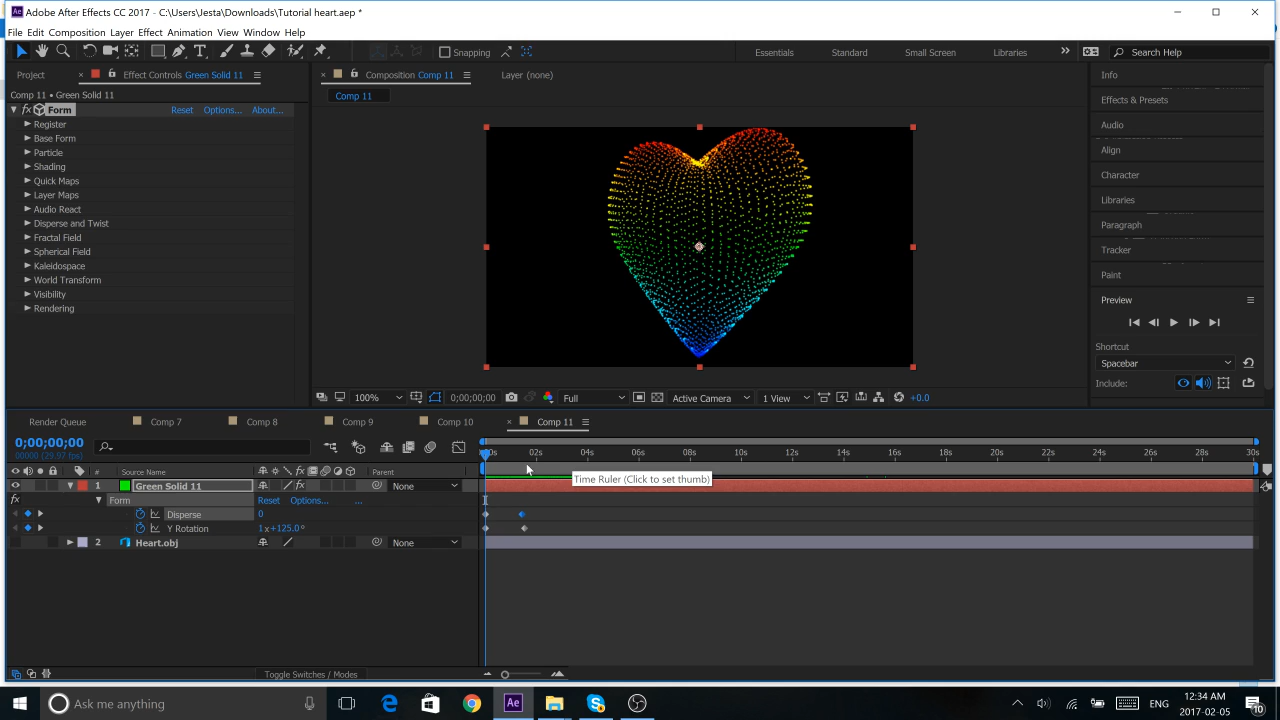 Adobe After Effects CC 2017 - C:\Users\Jesta\Downloads\Tutorial heart.aep *
File Edit Composition Layer Effect Animation View Window Help
Snapping
Essentials Standard Small Screen Libraries Search Help
Project Effect Controls Green Solid 11
Composition Comp 11 Layer (none)
Info
Comp 11 • Green Solid 11
Comp 11
Effects & Presets
fx Form Reset Options... About...
Register
Base Form
Particle
Shading
Quick Maps
Layer Maps
Audio React
Disperse and Twist
Fractal Field
Spherical Field
Kaleidospace
World Transform
Visibility
Rendering
Audio
Align
Character
Libraries
Paragraph
Tracker
Paint
Preview
Shortcut
Spacebar
Include:
100% 0;00;00;00 Full Active Camera 1 View +0.0
Render Queue Comp 7 Comp 8 Comp 9 Comp 10 Comp 11
0;00;00;00
00000 (29.97 fps)
02s 04s 06s 08s 10s 12s 14s 16s 18s 20s 22s 24s 26s 28s 30s
# Source Name Parent
Time Ruler (Click to set thumb)
1 Green Solid 11 fx None
fx Form Reset Options... ...
Disperse 0
Y Rotation 1x+125.0°
2 Heart.obj None
Toggle Switches / Modes
Ask me anything
Ae
ENG
12:34 AM
2017-02-05